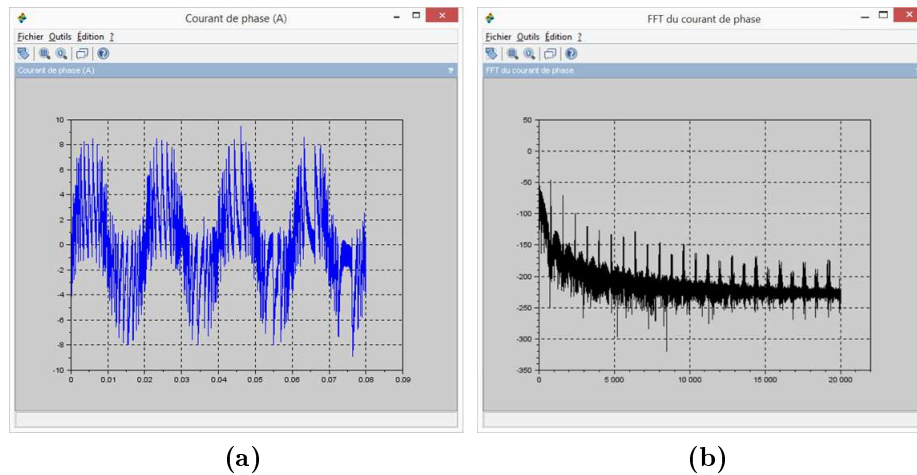 Courant de phase (A)
Fichier Outils Édition ?
Courant de phase (A)
10
8
6
4
2
0
-2
-4
-6
-8
-10
0 0.01 0.02 0.03 0.04 0.05 0.06 0.07 0.08 0.09
(a)
FFT du courant de phase
Fichier Outils Édition ?
FFT du courant de phase
50
0
-50
-100
-150
-200
-250
-300
-350
0 5 000 10 000 15 000 20 000
(b)